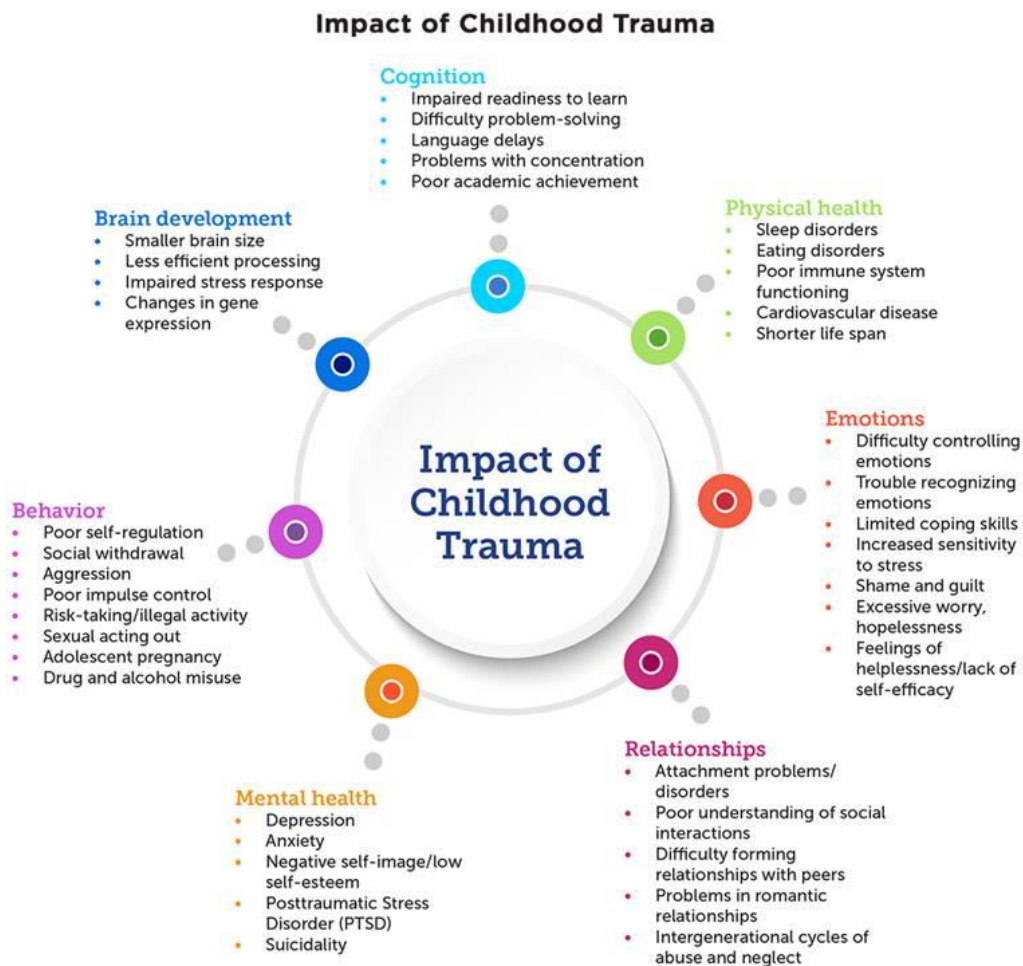 Impact of Childhood Trauma
Cognition
• Impaired readiness to learn
• Difficulty problem-solving
• Language delays
• Problems with concentration
• Poor academic achievement
Physical health
• Sleep disorders
• Eating disorders
• Poor immune system
functioning
• Cardiovascular disease
• Shorter life span
Emotions
• Difficulty controlling
emotions
• Trouble recognizing
emotions
• Limited coping skills
• Increased sensitivity
to stress
• Shame and guilt
• Excessive worry,
hopelessness
• Feelings of
helplessness/lack of
self-efficacy
Relationships
• Attachment problems/
disorders
• Poor understanding of social
interactions
• Difficulty forming
relationships with peers
• Problems in romantic
relationships
• Intergenerational cycles of
abuse and neglect
Mental health
• Depression
• Anxiety
• Negative self-image/low
self-esteem
• Posttraumatic Stress
Disorder (PTSD)
• Suicidality
Behavior
• Poor self-regulation
• Social withdrawal
• Aggression
• Poor impulse control
• Risk-taking/illegal activity
• Sexual acting out
• Adolescent pregnancy
• Drug and alcohol misuse
Brain development
• Smaller brain size
• Less efficient processing
• Impaired stress response
• Changes in gene
expression
Impact of
Childhood
Trauma